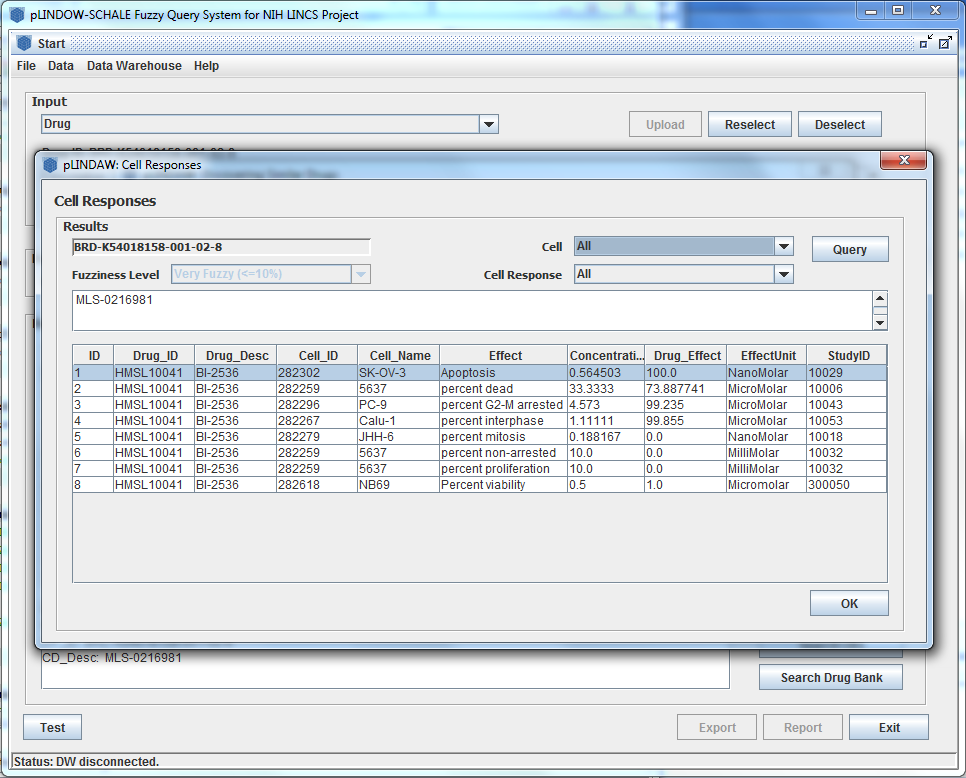 pLINDOW-SCHALE Fuzzy Query System for NIH LINCS Project
Start
File Data Data Warehouse Help
Input
Drug
Upload Reselect Deselect
pLINDAW: Cell Responses
Cell Responses
Results
BRD-K54018158-001-02-8 Cell All Query
Fuzziness Level Very Fuzzy (<=10%) Cell Response All
MLS-0216981
ID Drug_ID Drug_Desc Cell_ID Cell_Name Effect Concentrati... Drug_Effect EffectUnit StudyID
1 HMSL10041 BI-2536 282302 SK-OV-3 Apoptosis 0.564503 100.0 NanoMolar 10029
2 HMSL10041 BI-2536 282259 5637 percent dead 33.3333 73.887741 MicroMolar 10006
3 HMSL10041 BI-2536 282296 PC-9 percent G2-M arrested 4.573 99.235 MicroMolar 10043
4 HMSL10041 BI-2536 282267 Calu-1 percent interphase 1.11111 99.855 MicroMolar 10053
5 HMSL10041 BI-2536 282279 JHH-6 percent mitosis 0.188167 0.0 NanoMolar 10018
6 HMSL10041 BI-2536 282259 5637 percent non-arrested 10.0 0.0 MilliMolar 10032
7 HMSL10041 BI-2536 282259 5637 percent proliferation 10.0 0.0 MilliMolar 10032
8 HMSL10041 BI-2536 282618 NB69 Percent viability 0.5 1.0 Micromolar 300050
OK
CD_Desc: MLS-0216981
Search Drug Bank
Test Export Report Exit
Status: DW disconnected.